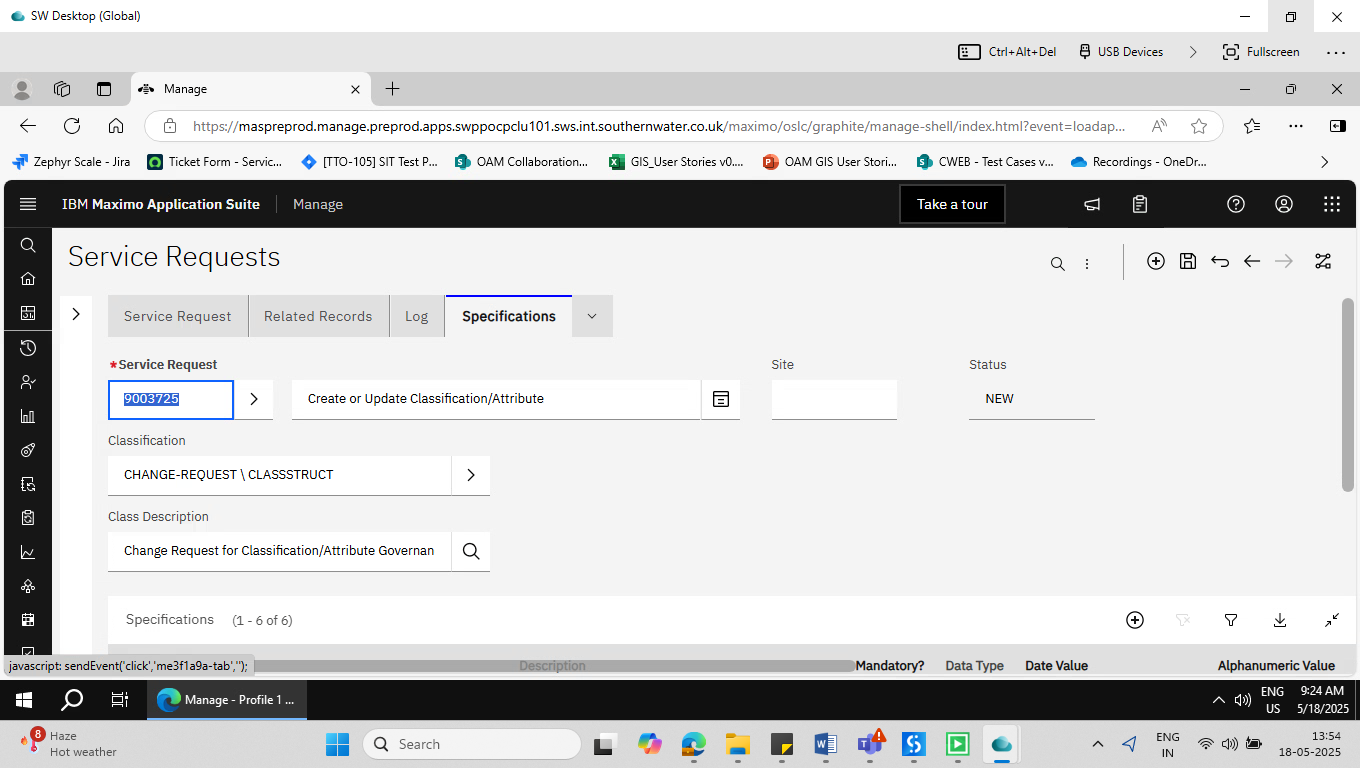 SW Desktop (Global)
Ctrl+Alt+Del
USB Devices
Fullscreen
Manage
https://maspreprod.manage.preprod.apps.swppocpclu101.sws.int.southernwater.co.uk/maximo/oslc/graphite/manage-shell/index.html?event=loadap...
Zephyr Scale - Jira
Ticket Form - Servic...
[TTO-105] SIT Test P...
OAM Collaboration...
GIS_User Stories v0....
OAM GIS User Stori...
CWEB - Test Cases v...
Recordings - OneDr...
IBM Maximo Application Suite
Manage
Take a tour
Service Requests
Service Request
Related Records
Log
Specifications
*Service Request
Site
Status
9003725
Create or Update Classification/Attribute
NEW
Classification
CHANGE-REQUEST \ CLASSSTRUCT
Class Description
Change Request for Classification/Attribute Governan
Specifications
(1 - 6 of 6)
javascript: sendEvent('click','me3f1a9a-tab','');
Description
Mandatory?
Data Type
Date Value
Alphanumeric Value
Manage - Profile 1 ...
ENG
US
9:24 AM
5/18/2025
8
Haze
Hot weather
Search
ENG
IN
13:54
18-05-2025